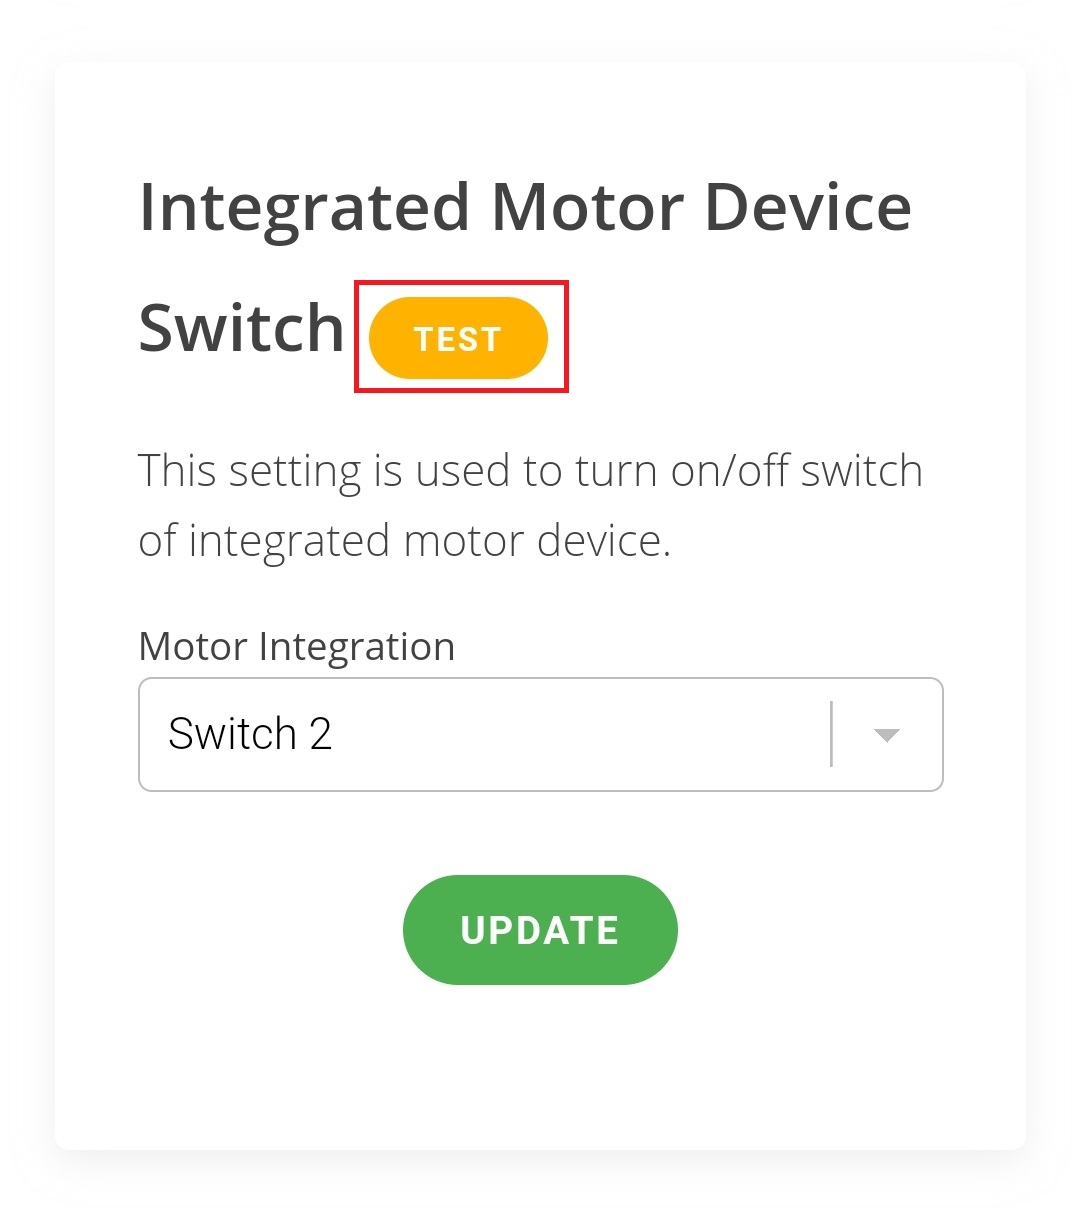 Integrated Motor Device
Switch TEST
This setting is used to turn on/off switch
of integrated motor device.
Motor Integration
Switch 2
UPDATE